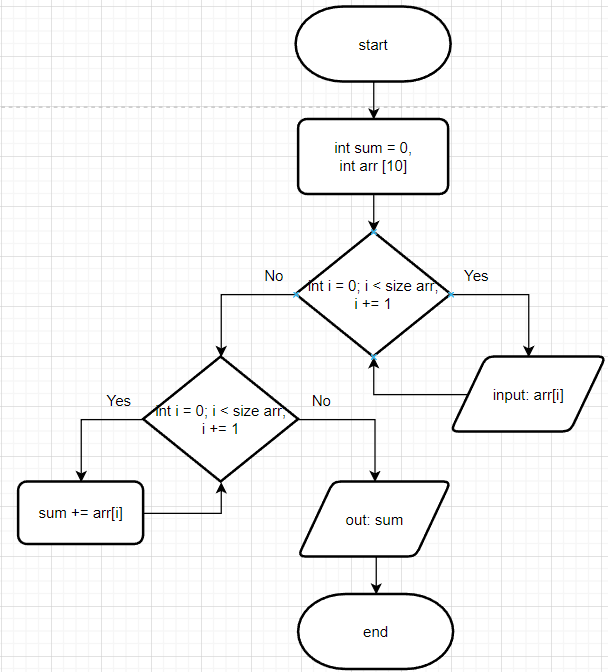 start
int sum = 0,
int arr [10]
No
int i = 0; i < size arr,
i += 1
Yes
input: arr[i]
Yes
int i = 0; i < size arr,
i += 1
No
sum += arr[i]
out: sum
end